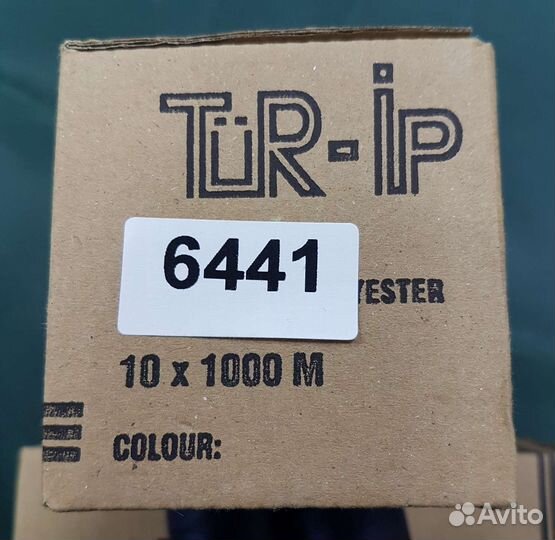 TÜR-İP
6441
YESTER
10 x 1000 M
COLOUR:
Avito